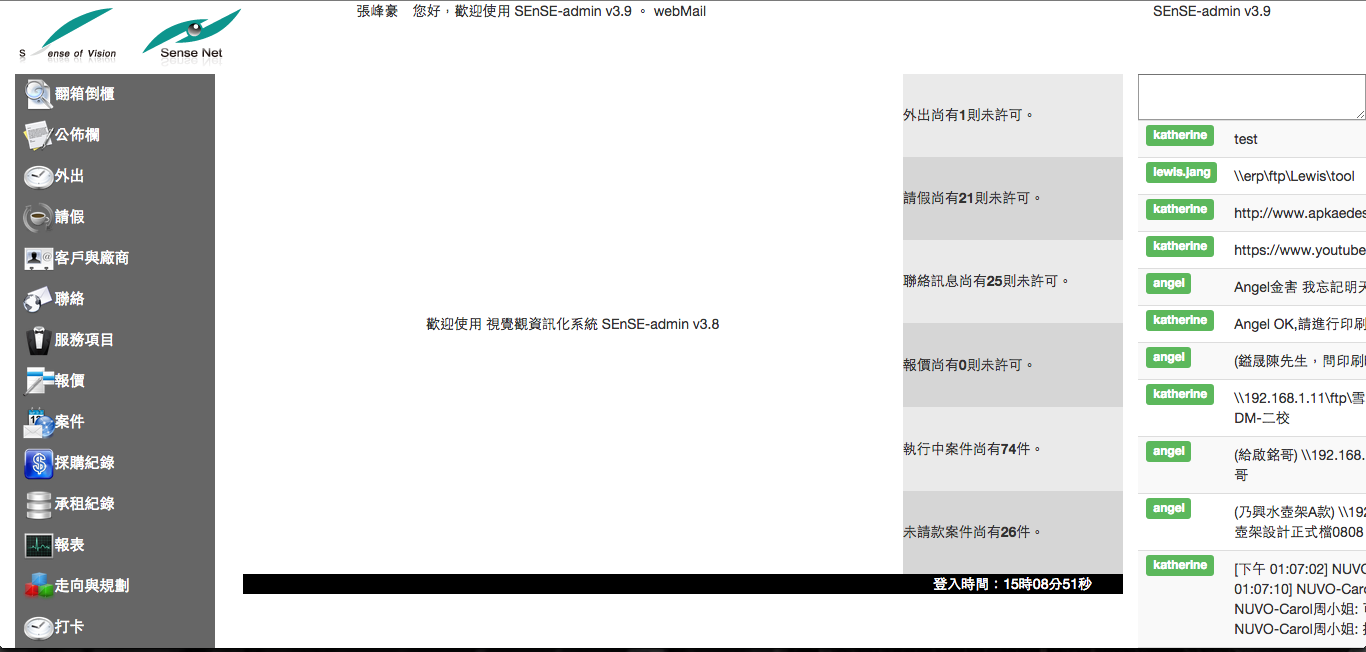 張峰豪 您好,歡迎使用 SEnSE-admin v3.9 。 webMail
SEnSE-admin v3.9
Sense of Vision
Sense Net
翻箱倒櫃
公佈欄
外出
請假
客戶與廠商
聯絡
服務項目
報價
案件
採購紀錄
承租紀錄
報表
走向與規劃
打卡
歡迎使用 視覺觀資訊化系統 SEnSE-admin v3.8
外出尚有1則未許可。
請假尚有21則未許可。
聯絡訊息尚有25則未許可。
報價尚有0則未許可。
執行中案件尚有74件。
未請款案件尚有26件。
登入時間:15時08分51秒
katherine test
lewis.jang \\erp\ftp\Lewis\tool
katherine http://www.apkaedes
katherine https://www.youtube
angel Angel金害 我忘記明天
katherine Angel OK,請進行印刷
angel (鎰晟陳先生,問印刷
katherine \\192.168.1.11\ftp\雪
DM-二校
angel (給啟銘哥) \\192.168.
哥
angel (乃興水壺架A款) \\192
壺架設計正式檔0808
katherine [下午 01:07:02] NUVO
01:07:10] NUVO-Caro
NUVO-Carol周小姐:
NUVO-Carol周小姐: